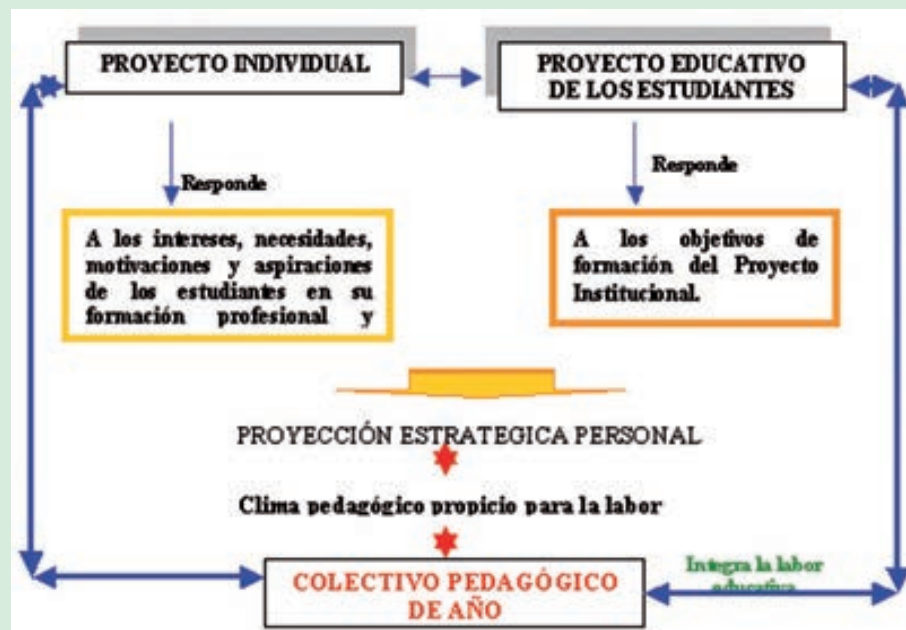 PROYECTO INDIVIDUAL
PROYECTO EDUCATIVO
DE LOS ESTUDIANTES
Responde
Responde
A los intereses, necesidades,
motivaciones y aspiraciones
de los estudiantes en su
formación profesional y
A los objetivos de
formación del Proyecto
Institucional.
PROYECCIÓN ESTRATEGICA PERSONAL
Clima pedagógico propicio para la labor
COLECTIVO PEDAGÓGICO
DE AÑO
Integra la labor
educativa